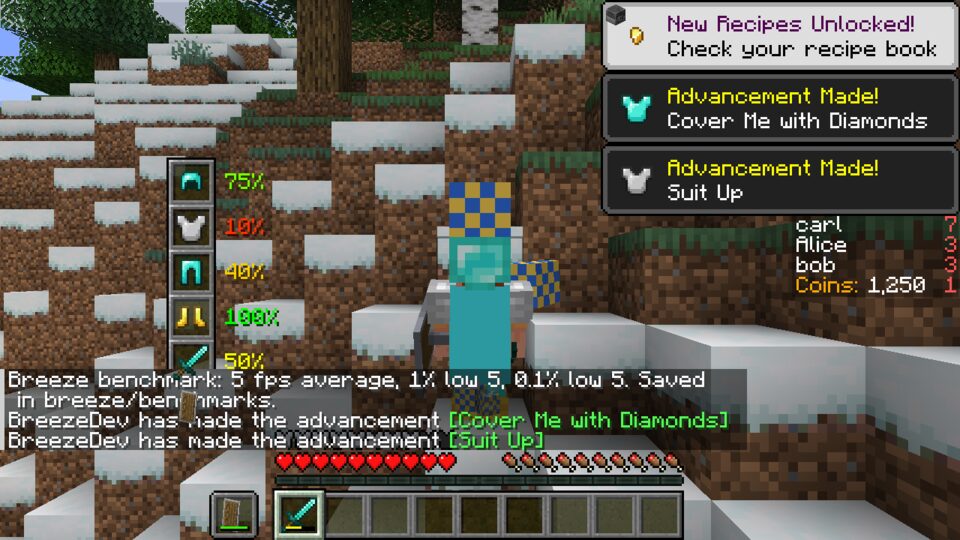 New Recipes Unlocked!
Check your recipe book
Advancement Made!
Cover Me with Diamonds
Advancement Made!
Suit Up
carl 7
Alice 3
bob 3
Coins: 1,250 1
75%
10%
40%
100%
50%
Breeze benchmark: 5 fps average, 1% low 5, 0.1% low 5. Saved
in breeze/benchmarks.
BreezeDev has made the advancement [Cover Me with Diamonds]
BreezeDev has made the advancement [Suit Up]